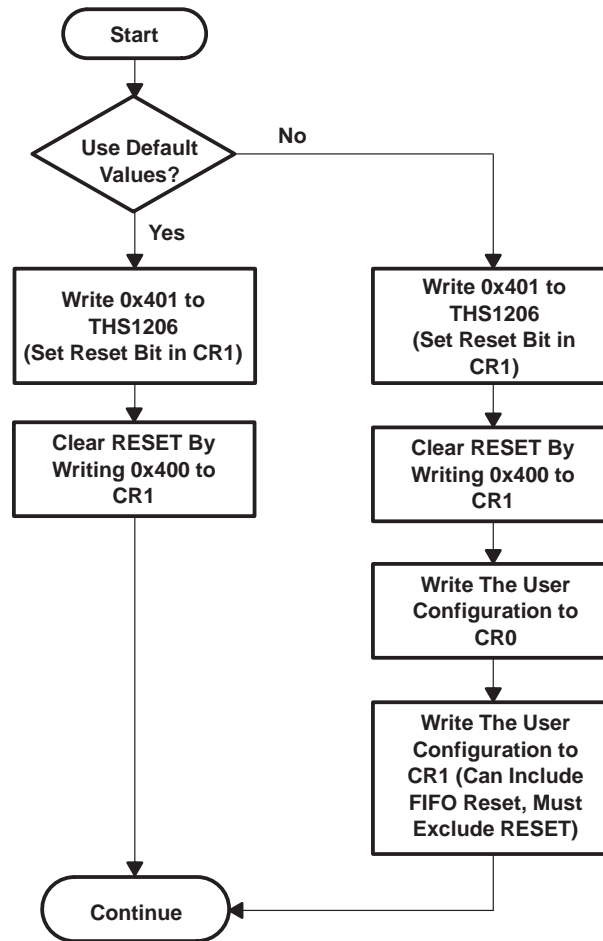 Start
Use Default
Values?
No
Yes
Write 0x401 to
THS1206
(Set Reset Bit in CR1)
Clear RESET By
Writing 0x400 to
CR1
Write 0x401 to
THS1206
(Set Reset Bit in
CR1)
Clear RESET By
Writing 0x400 to
CR1
Write The User
Configuration to
CR0
Write The User
Configuration to
CR1 (Can Include
FIFO Reset, Must
Exclude RESET)
Continue